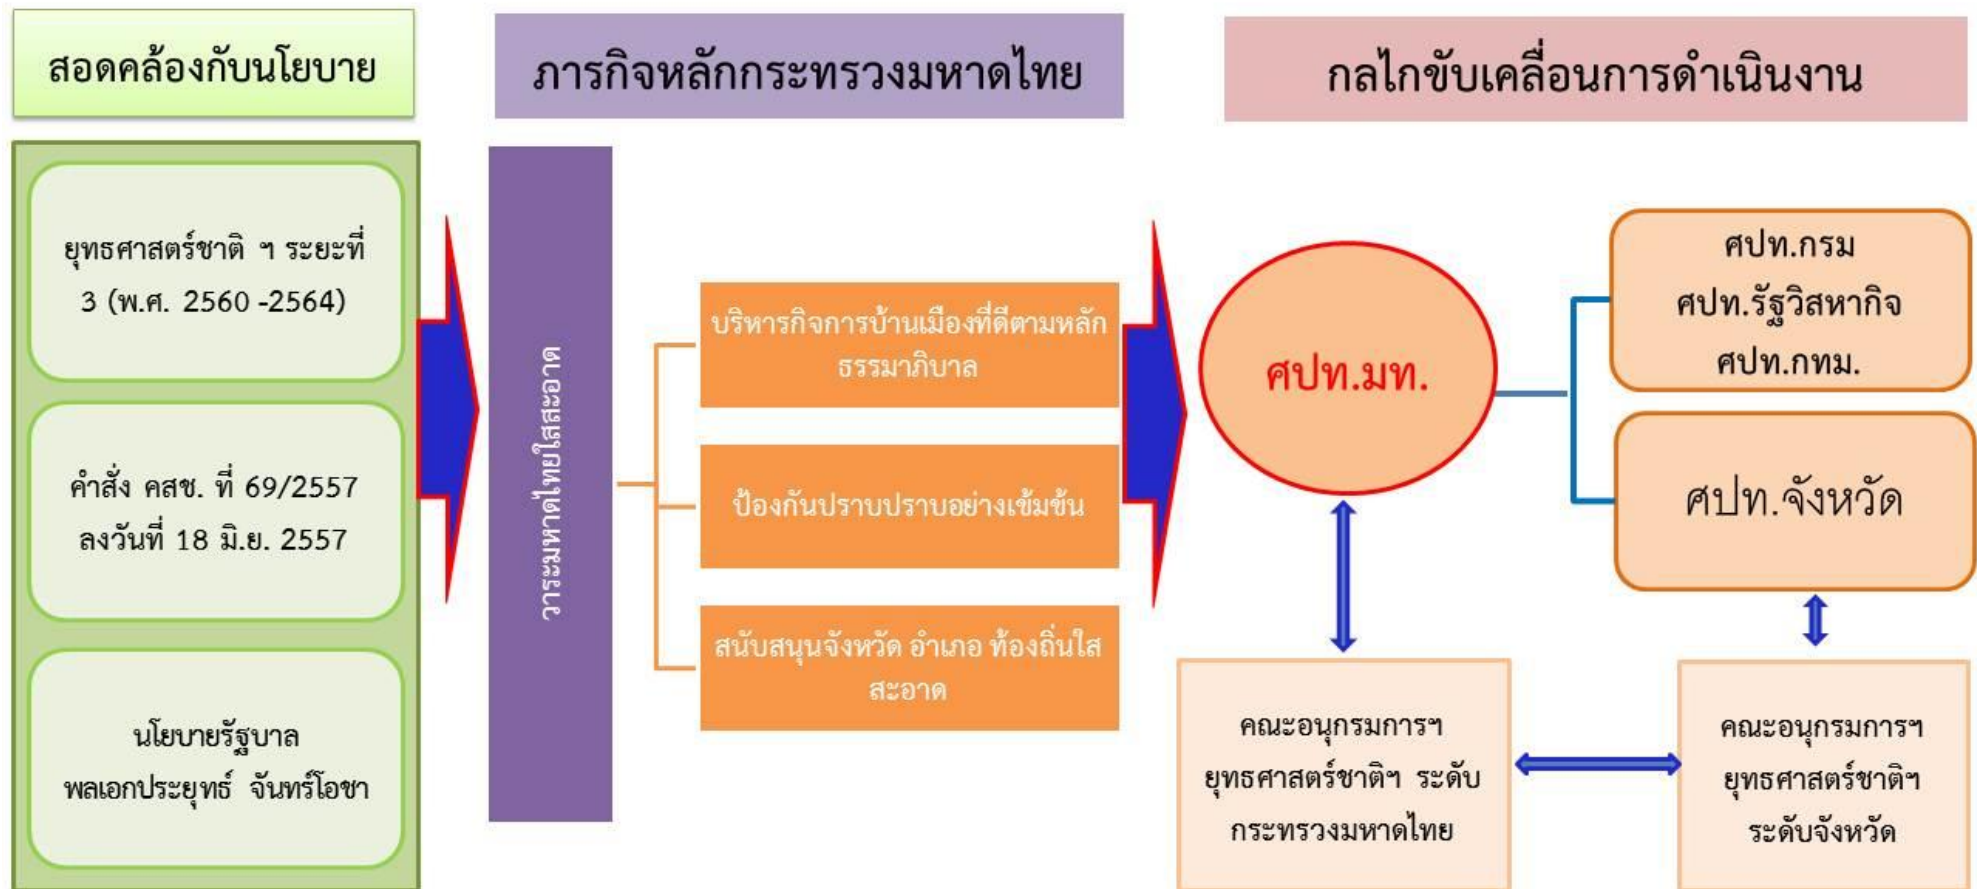 สอดคล้องกับนโยบาย
ยุทธศาสตร์ชาติ ฯ ระยะที่
3 (พ.ศ. 2560 -2564)
คำสั่ง คสช. ที่ 69/2557
ลงวันที่ 18 มิ.ย. 2557
นโยบายรัฐบาล
พลเอกประยุทธ์ จันทร์โอชา
ภารกิจหลักกระทรวงมหาดไทย
วาระมหาดไทยใสสะอาด
บริหารกิจการบ้านเมืองที่ดีตามหลัก
ธรรมาภิบาล
ป้องกันปราบปราบอย่างเข้มข้น
สนับสนุนจังหวัด อำเภอ ท้องถิ่นใส
สะอาด
กลไกขับเคลื่อนการดำเนินงาน
ศปท.มท.
ศปท.กรม
ศปท.รัฐวิสหากิจ
ศปท.กทม.
ศปท.จังหวัด
คณะอนุกรมการฯ
ยุทธศาสตร์ชาติฯ ระดับ
กระทรวงมหาดไทย
คณะอนุกรมการฯ
ยุทธศาสตร์ชาติฯ
ระดับจังหวัด